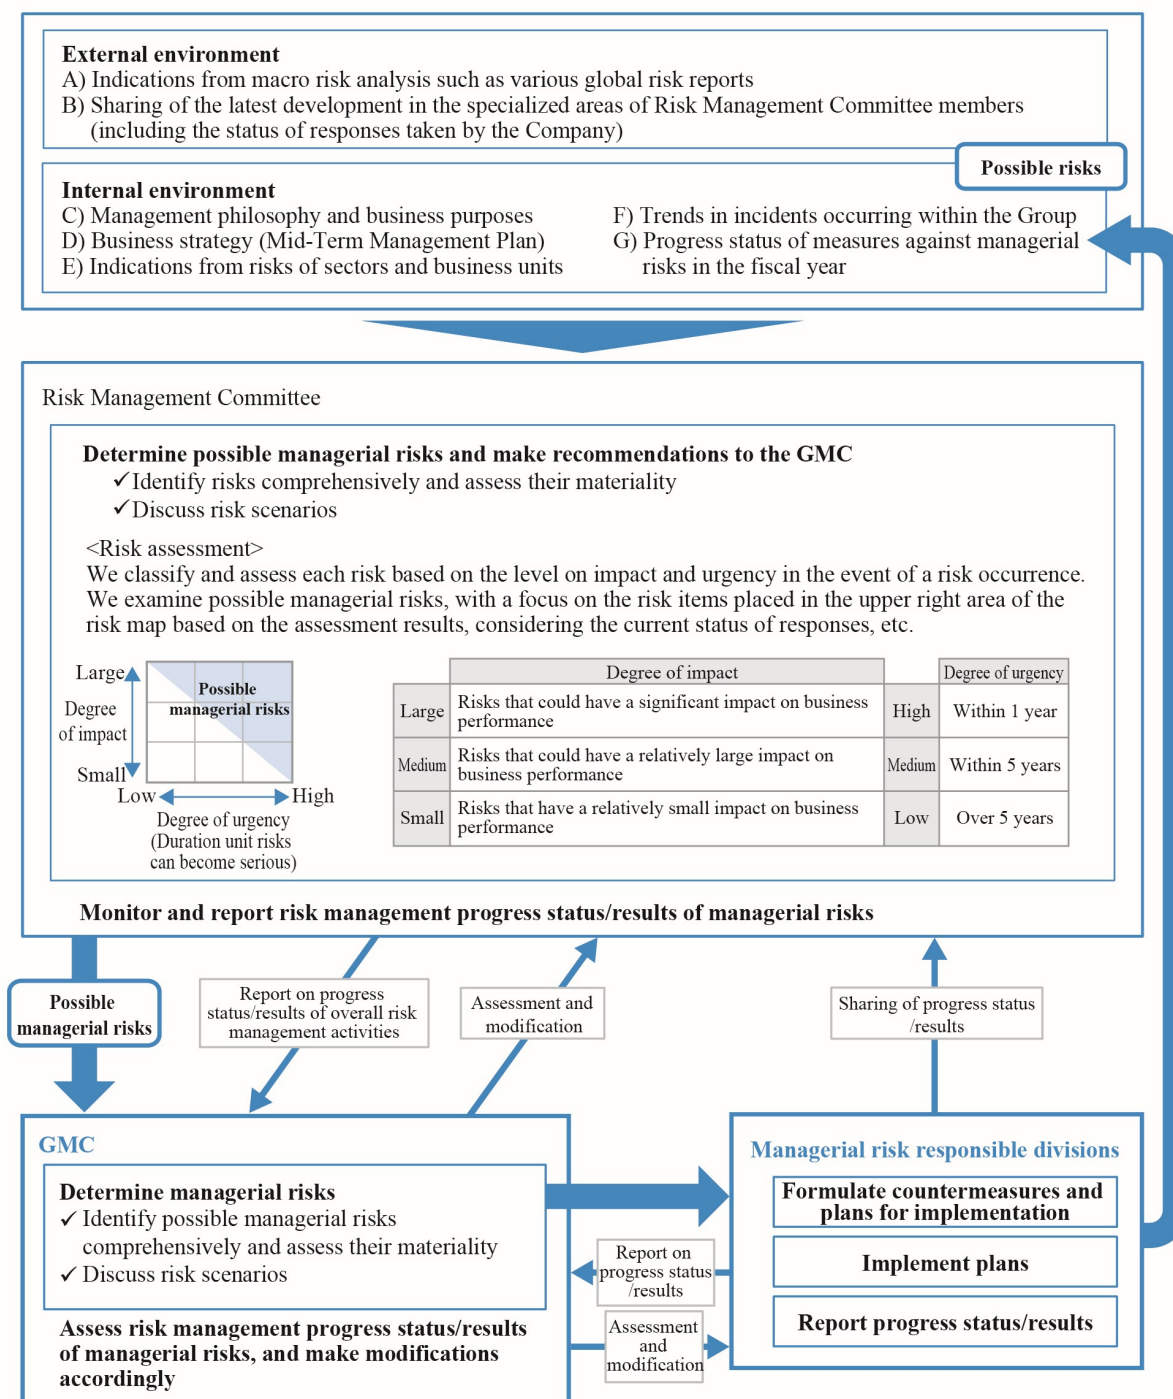 External environment
A) Indications from macro risk analysis such as various global risk reports
B) Sharing of the latest development in the specialized areas of Risk Management Committee members
(including the status of responses taken by the Company)
Possible risks
Internal environment
C) Management philosophy and business purposes
D) Business strategy (Mid-Term Management Plan)
E) Indications from risks of sectors and business units
F) Trends in incidents occurring within the Group
G) Progress status of measures against managerial
risks in the fiscal year
Risk Management Committee
Determine possible managerial risks and make recommendations to the GMC
✓ Identify risks comprehensively and assess their materiality
✓ Discuss risk scenarios
<Risk assessment>
We classify and assess each risk based on the level on impact and urgency in the event of a risk occurrence.
We examine possible managerial risks, with a focus on the risk items placed in the upper right area of the
risk map based on the assessment results, considering the current status of responses, etc.
Large
Degree
of impact
Small
Possible
managerial risks
Low
High
Degree of urgency
(Duration unit risks
can become serious)
Degree of impact
Degree of urgency
Large
Risks that could have a significant impact on business
performance
High
Within 1 year
Medium
Risks that could have a relatively large impact on
business performance
Medium
Within 5 years
Small
Risks that have a relatively small impact on business
performance
Low
Over 5 years
Monitor and report risk management progress status/results of managerial risks
Possible
managerial risks
Report on progress
status/results of overall risk
management activities
Assessment and
modification
Sharing of progress status
/results
GMC
Determine managerial risks
✓ Identify possible managerial risks
comprehensively and assess their materiality
✓ Discuss risk scenarios
Assess risk management progress status/results
of managerial risks, and make modifications
accordingly
Report on
progress status
/results
Assessment
and
modification
Managerial risk responsible divisions
Formulate countermeasures and
plans for implementation
Implement plans
Report progress status/results